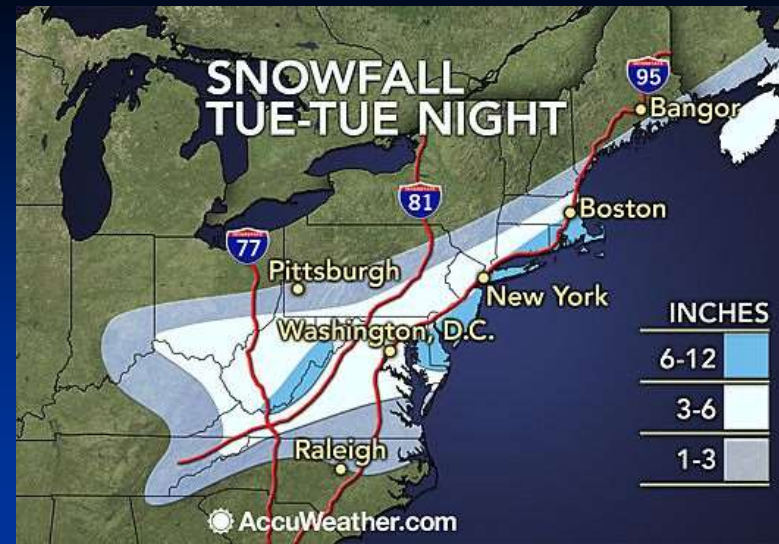 SNOWFALL
TUE-TUE NIGHT
95
Bangor
81
Boston
77
Pittsburgh
New York
Washington, D.C.
INCHES
6-12
3-6
1-3
Raleigh
AccuWeather.com